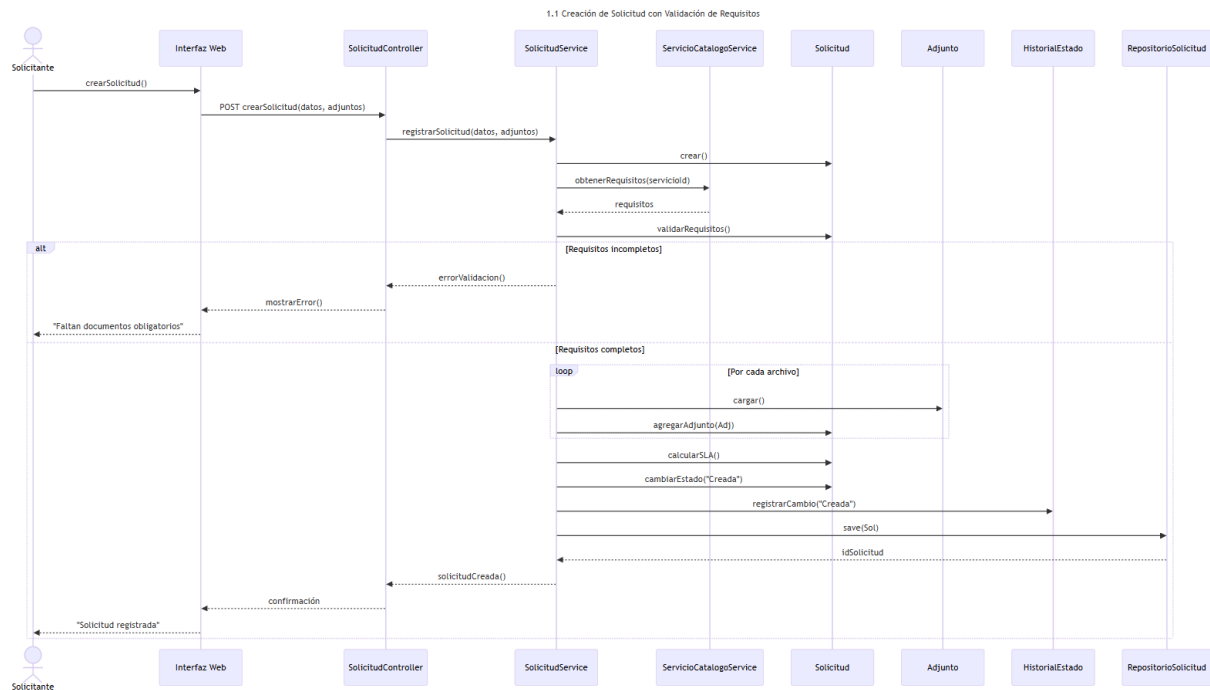 1.1 Creación de Solicitud con Validación de Requisitos
Solicitante
Interfaz Web
SolicitudController
SolicitudService
ServicioCatalogoService
Solicitud
Adjunto
HistorialEstado
RepositorioSolicitud
crearSolicitud()
POST crearSolicitud(datos, adjuntos)
registrarSolicitud(datos, adjuntos)
crear()
obtenerRequisitos(servicioId)
requisitos
validarRequisitos()
alt
[Requisitos incompletos]
errorValidacion()
mostrarError()
"Faltan documentos obligatorios"
[Requisitos completos]
loop
[Por cada archivo]
cargar()
agregarAdjunto(Adj)
calcularSLA()
cambiarEstado("Creada")
registrarCambio("Creada")
save(Sol)
idSolicitud
solicitudCreada()
confirmación
"Solicitud registrada"
Solicitante
Interfaz Web
SolicitudController
SolicitudService
ServicioCatalogoService
Solicitud
Adjunto
HistorialEstado
RepositorioSolicitud